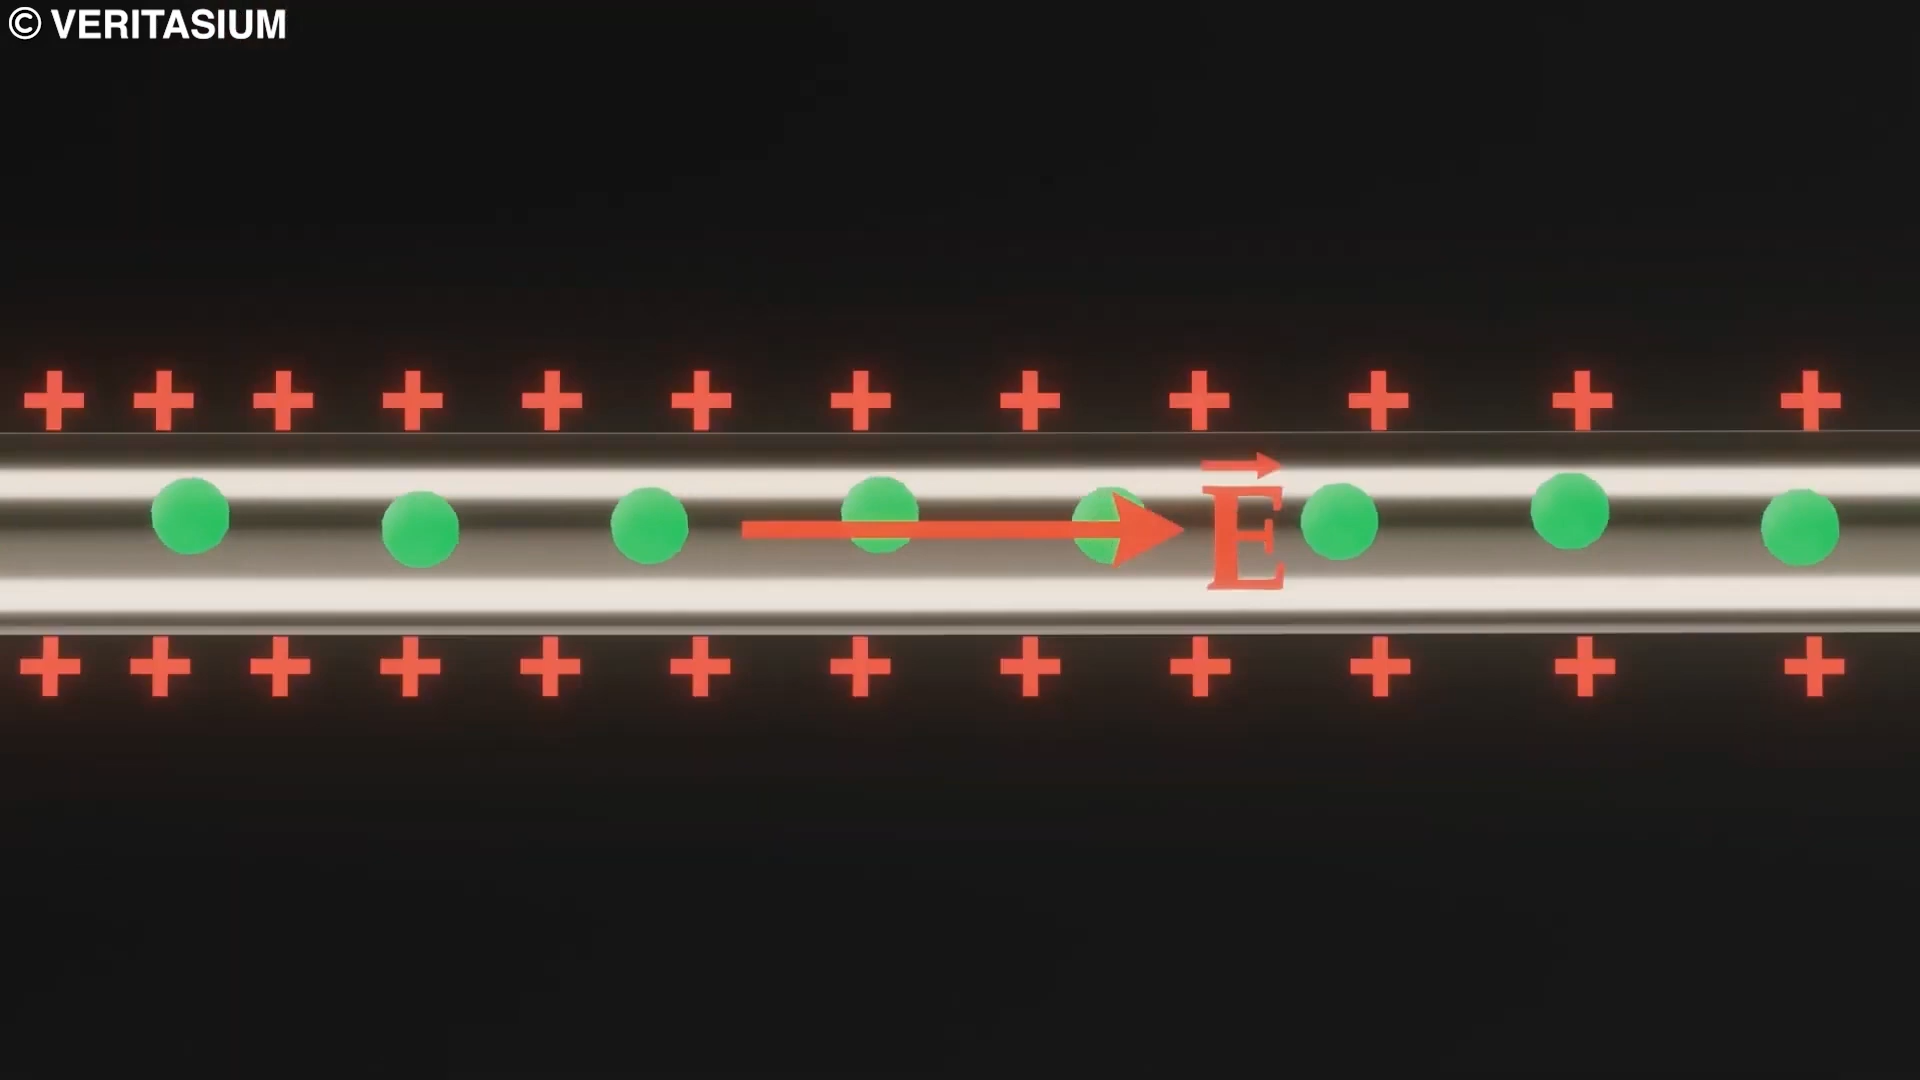 © VERITASIUM
+ + + + + + + + + + + +
E⃗
+ + + + + + + + + + + +